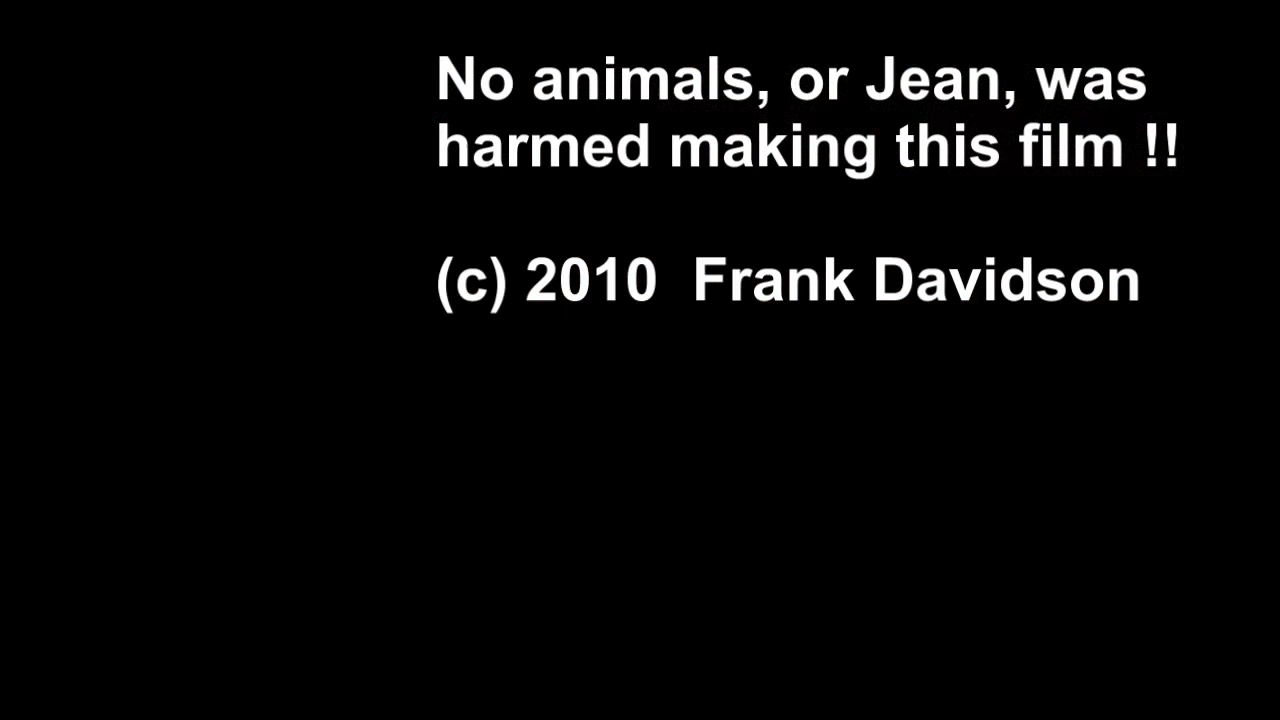 No animals, or Jean, was
harmed making this film !!
(c) 2010  Frank Davidson